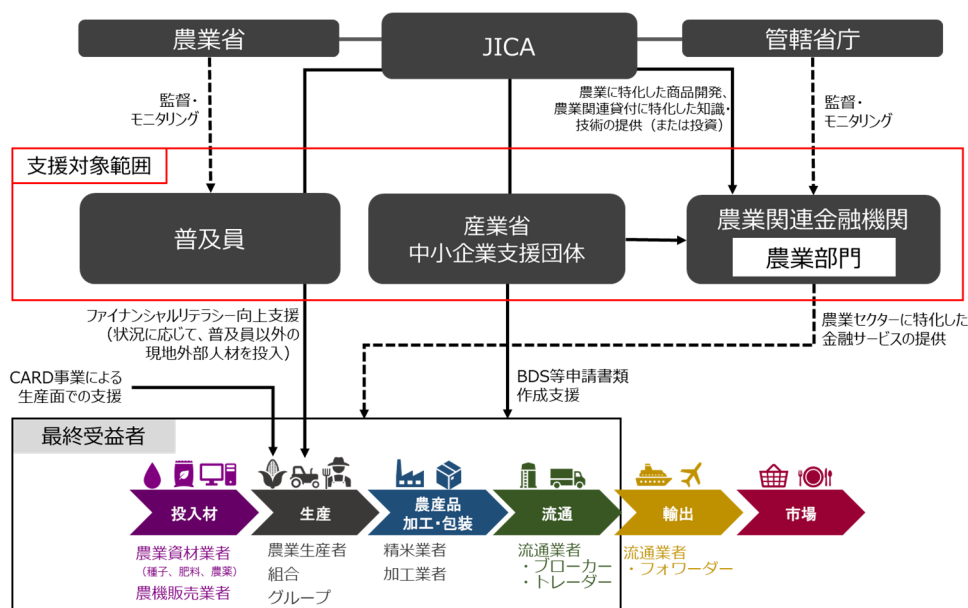 農業省
JICA
管轄省庁
監督・
モニタリング
農業に特化した商品開発、
農業関連貸付に特化した知識・
技術の提供（または投資）
監督・
モニタリング
支援対象範囲
普及員
産業省
中小企業支援団体
農業関連金融機関
農業部門
ファイナンシャルリテラシー向上支援
（状況に応じて、普及員以外の
現地外部人材を投入）
農業セクターに特化した
金融サービスの提供
CARD事業による
生産面での支援
BDS等申請書類
作成支援
最終受益者
投入材
生産
農産品
加工・包装
流通
輸出
市場
農業資材業者
（種子、肥料、農薬）
農機販売業者
農業生産者
組合
グループ
精米業者
加工業者
流通業者
・ブローカー
・トレーダー
流通業者
・フォワーダー